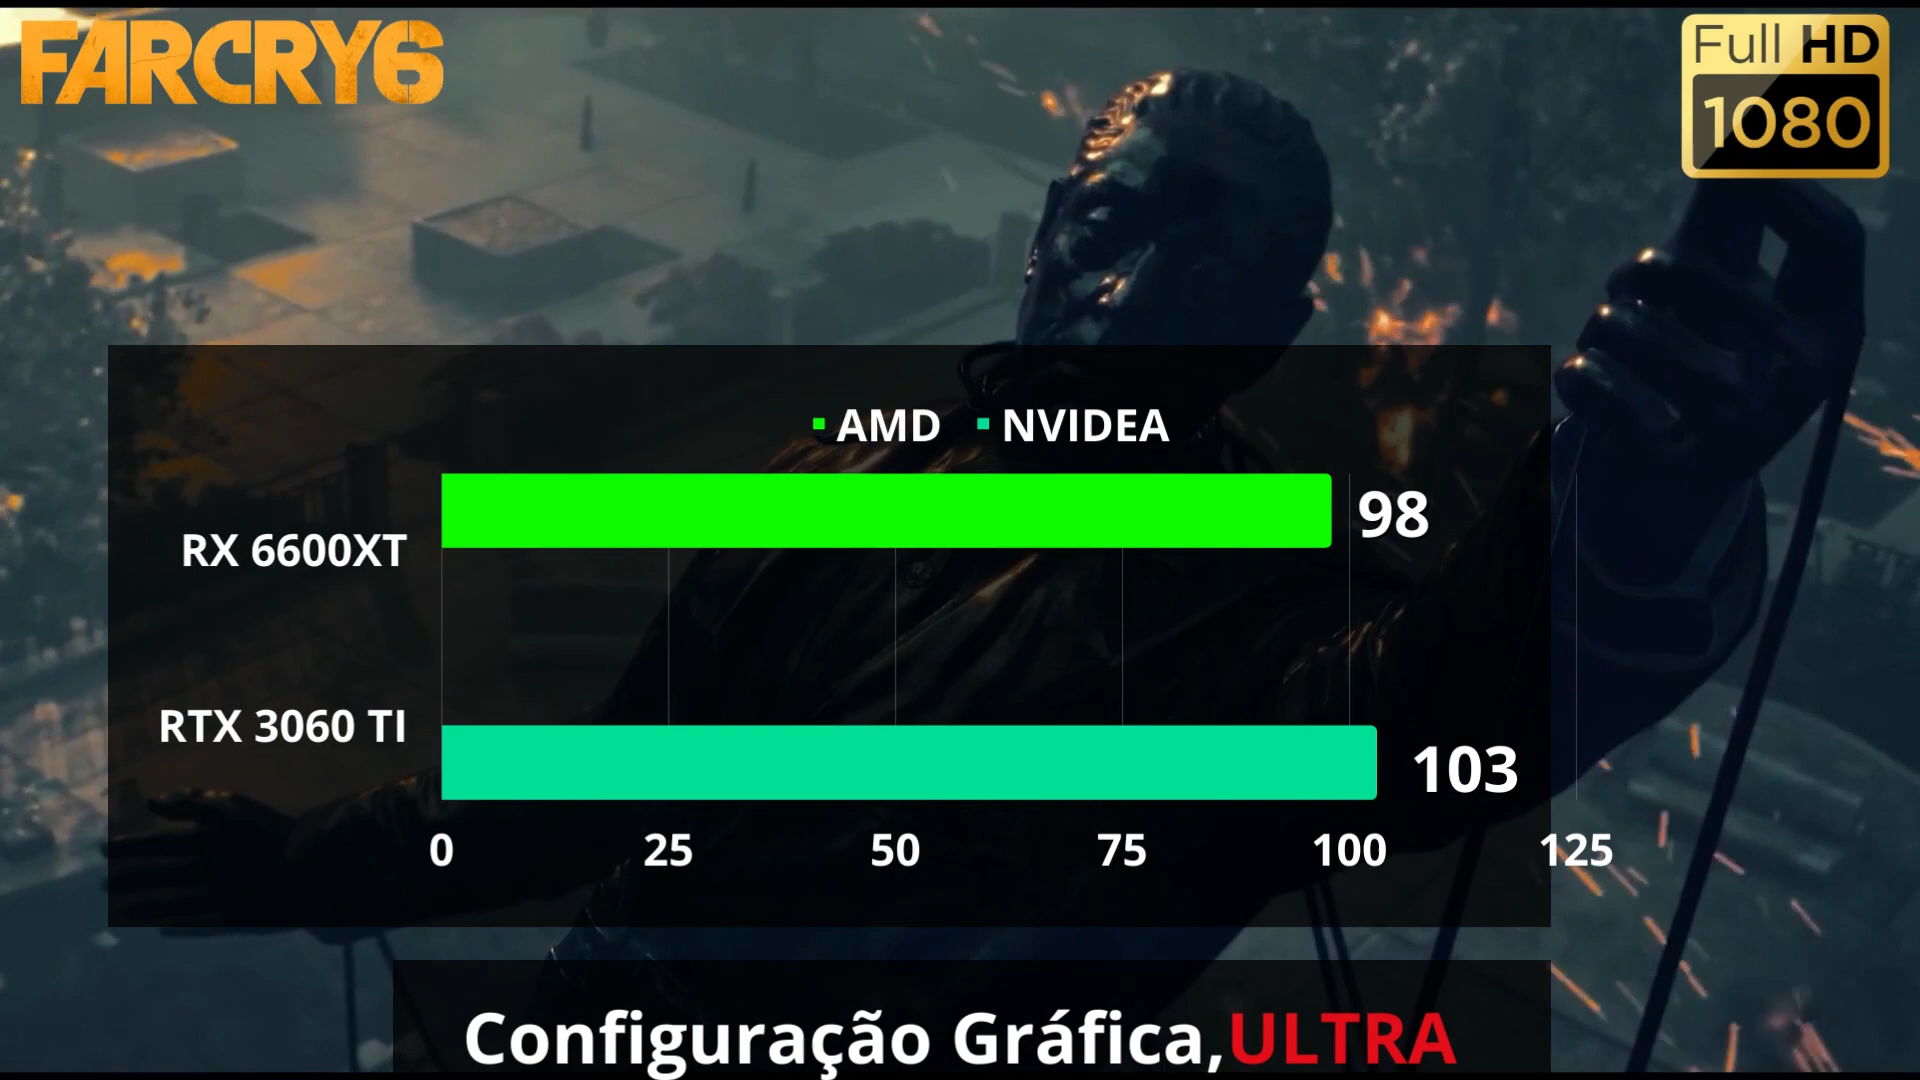 FARCRY6
Full HD
1080
AMD NVIDEA
RX 6600XT 98
RTX 3060 TI 103
0 25 50 75 100 125
Configuração Gráfica,ULTRA